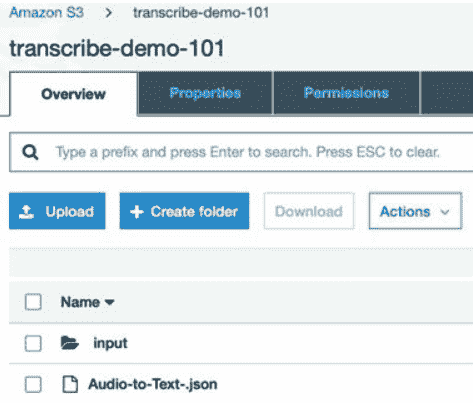 Amazon S3 > transcribe-demo-101
transcribe-demo-101
Overview Properties Permissions
Type a prefix and press Enter to search. Press ESC to clear.
Upload + Create folder Download Actions
Name
input
Audio-to-Text-.json